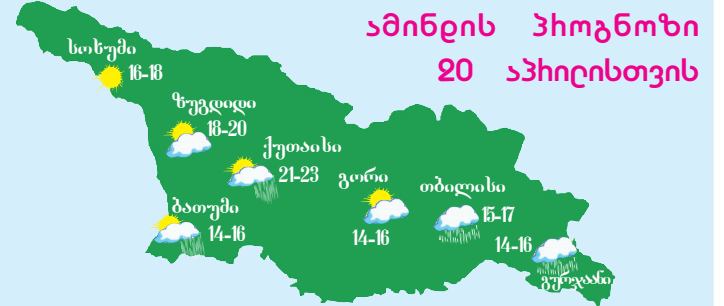 ამინდის პროგნოზი
20 აპრილისთვის
სოხუმი
16-18
ზუგდიდი
18-20
ქუთაისი
21-23
გორი
14-16
თბილისი
15-17
ბათუმი
14-16
14-16
გურჯაანი